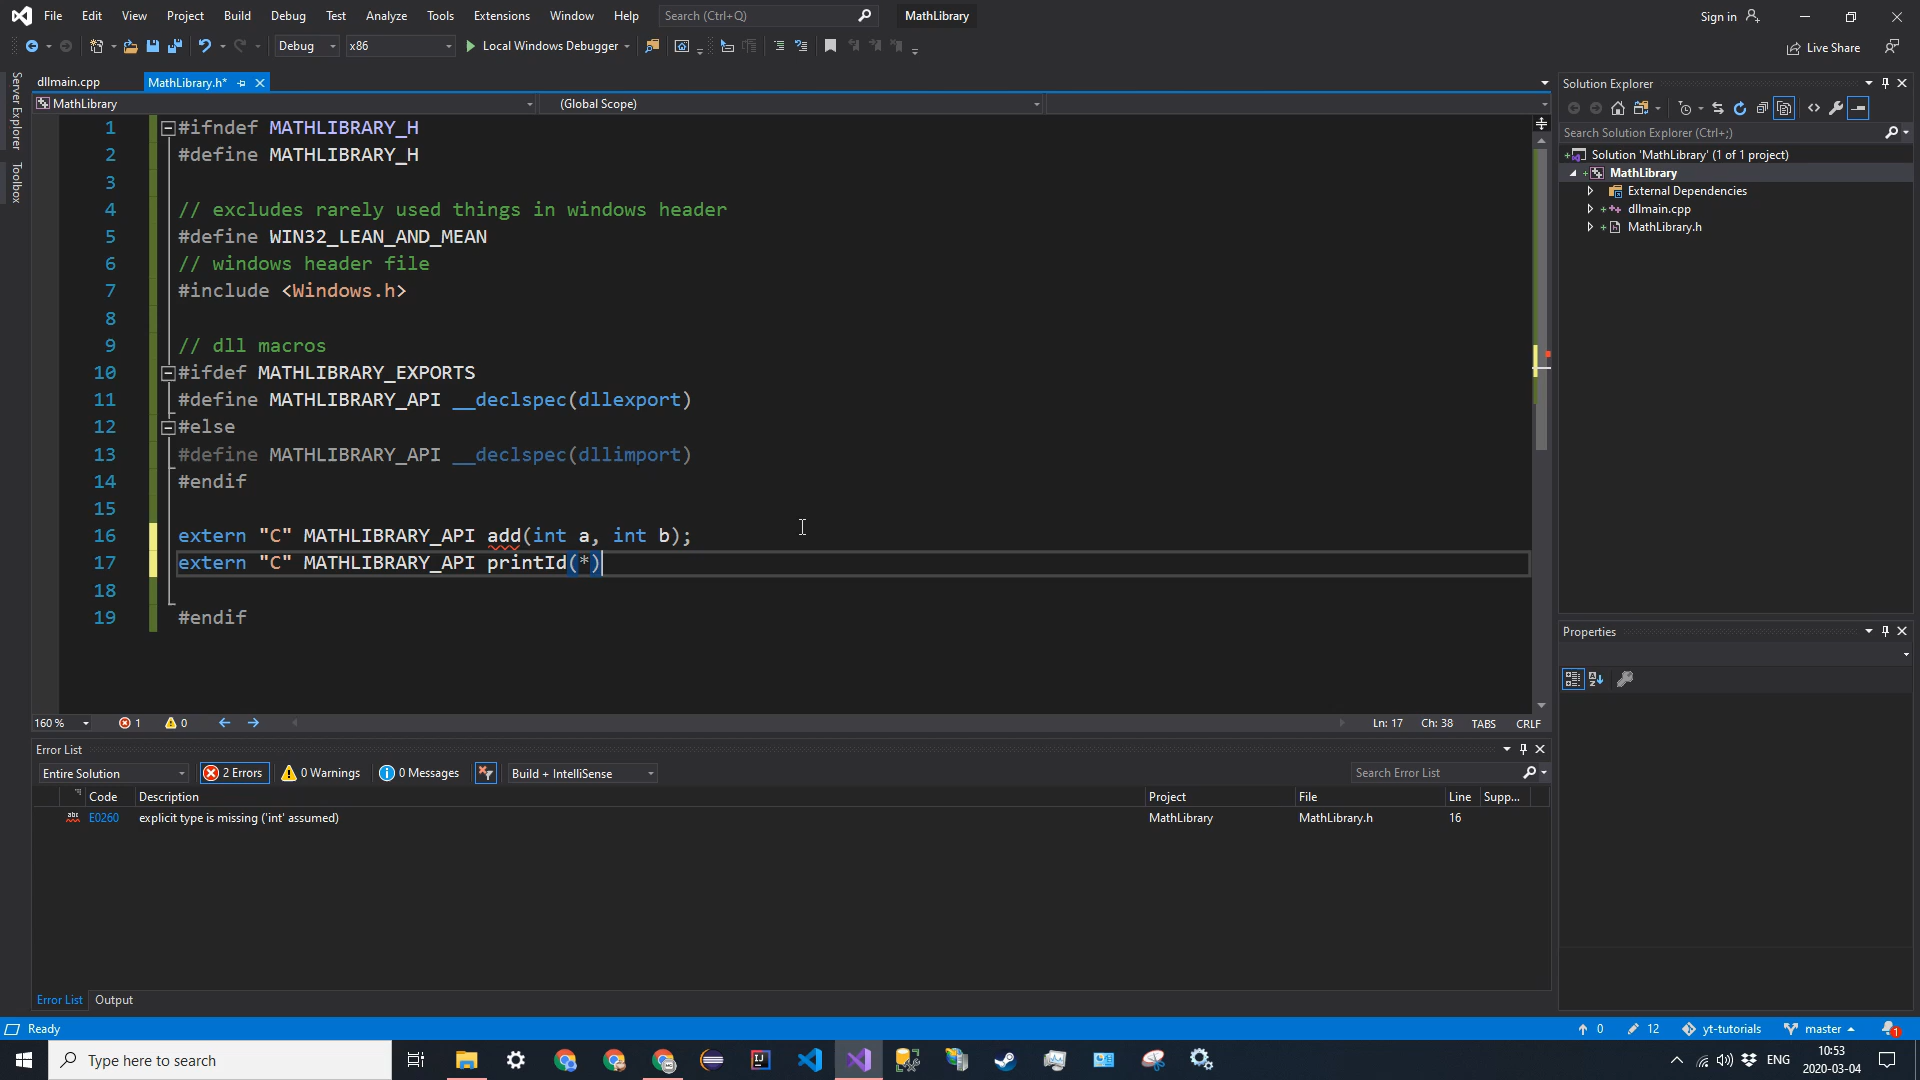 File Edit View Project Build Debug Test Analyze Tools Extensions Window Help Search (Ctrl+Q) MathLibrary Sign in
Debug x86 Local Windows Debugger Live Share
Server Explorer
Toolbox
dllmain.cpp MathLibrary.h*
MathLibrary (Global Scope)
1 #ifndef MATHLIBRARY_H
2 #define MATHLIBRARY_H
3
4 // excludes rarely used things in windows header
5 #define WIN32_LEAN_AND_MEAN
6 // windows header file
7 #include <Windows.h>
8
9 // dll macros
10 #ifdef MATHLIBRARY_EXPORTS
11 #define MATHLIBRARY_API __declspec(dllexport)
12 #else
13 #define MATHLIBRARY_API __declspec(dllimport)
14 #endif
15
16 extern "C" MATHLIBRARY_API add(int a, int b);
17 extern "C" MATHLIBRARY_API printId(*)
18
19 #endif
160 % 1 0 Ln: 17 Ch: 38 TABS CRLF
Error List
Entire Solution 2 Errors 0 Warnings 0 Messages Build + IntelliSense Search Error List
Code Description Project File Line Supp...
abc E0260 explicit type is missing ('int' assumed) MathLibrary MathLibrary.h 16
Error List Output
Solution Explorer
Search Solution Explorer (Ctrl+;)
Solution 'MathLibrary' (1 of 1 project)
MathLibrary
External Dependencies
dllmain.cpp
MathLibrary.h
Properties
Ready 0 12 yt-tutorials master 1
Type here to search ENG 10:53
2020-03-04